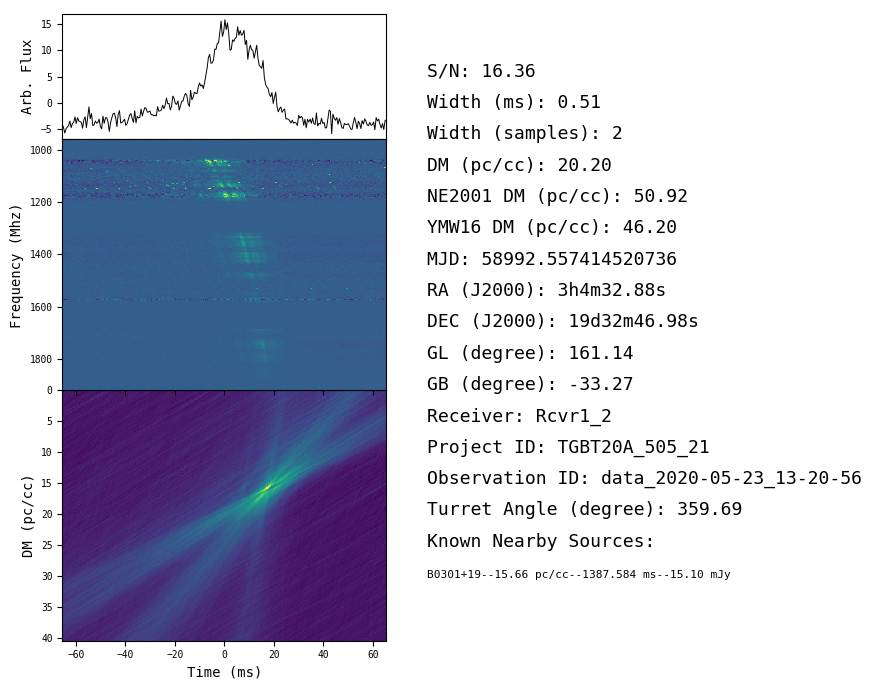 15
10
5
0
−5
Arb. Flux
1000
1200
1400
1600
1800
Frequency (Mhz)
0
5
10
15
20
25
30
35
40
DM (pc/cc)
−60 −40 −20 0 20 40 60
Time (ms)
S/N: 16.36
Width (ms): 0.51
Width (samples): 2
DM (pc/cc): 20.20
NE2001 DM (pc/cc): 50.92
YMW16 DM (pc/cc): 46.20
MJD: 58992.557414520736
RA (J2000): 3h4m32.88s
DEC (J2000): 19d32m46.98s
GL (degree): 161.14
GB (degree): -33.27
Receiver: Rcvr1_2
Project ID: TGBT20A_505_21
Observation ID: data_2020-05-23_13-20-56
Turret Angle (degree): 359.69
Known Nearby Sources:
B0301+19--15.66 pc/cc--1387.584 ms--15.10 mJy